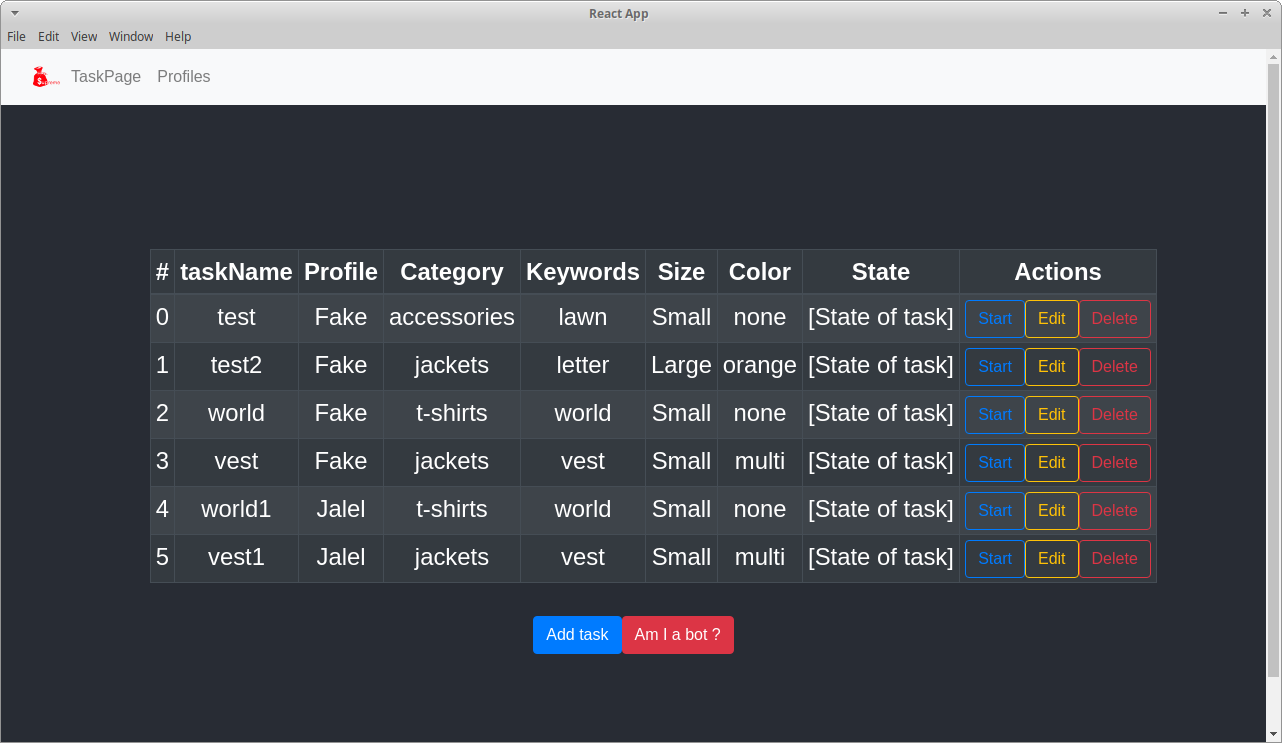 React App
File Edit View Window Help
$ TaskPage Profiles
# taskName Profile Category Keywords Size Color State Actions
0 test Fake accessories lawn Small none [State of task] Start Edit Delete
1 test2 Fake jackets letter Large orange [State of task] Start Edit Delete
2 world Fake t-shirts world Small none [State of task] Start Edit Delete
3 vest Fake jackets vest Small multi [State of task] Start Edit Delete
4 world1 Jalel t-shirts world Small none [State of task] Start Edit Delete
5 vest1 Jalel jackets vest Small multi [State of task] Start Edit Delete
Add task Am I a bot ?